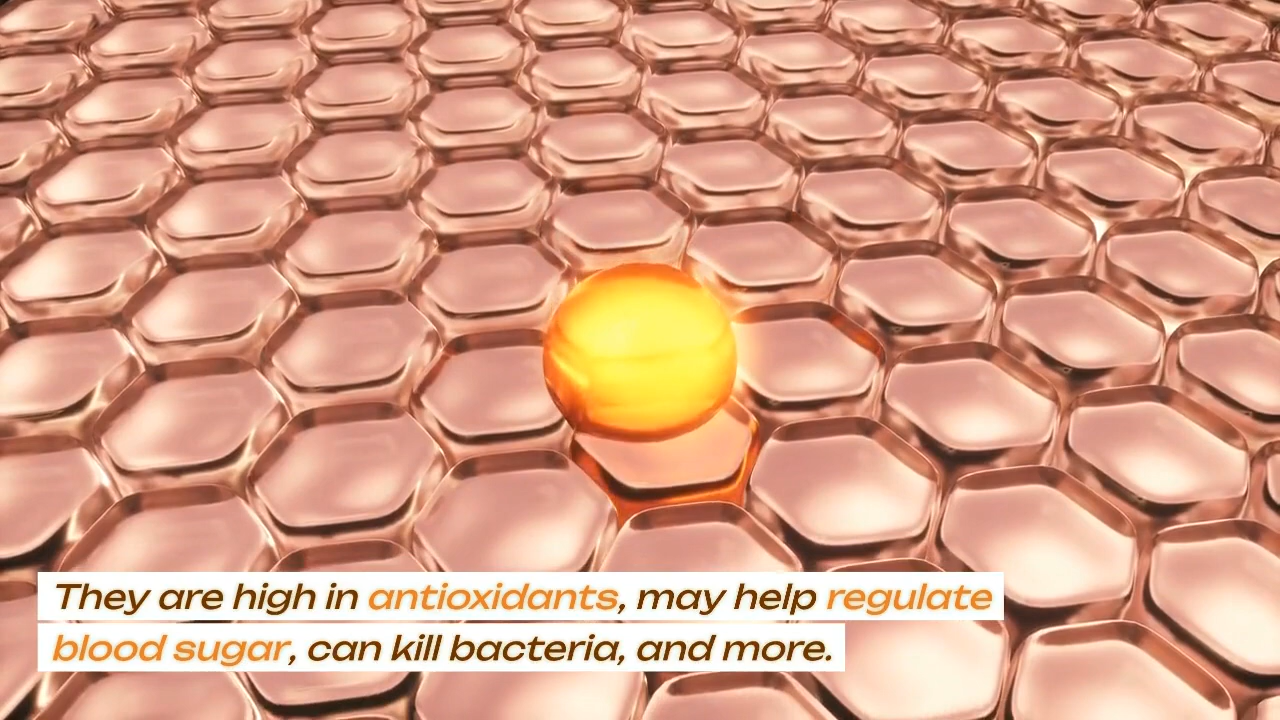 They are high in antioxidants, may help regulate
blood sugar, can kill bacteria, and more.